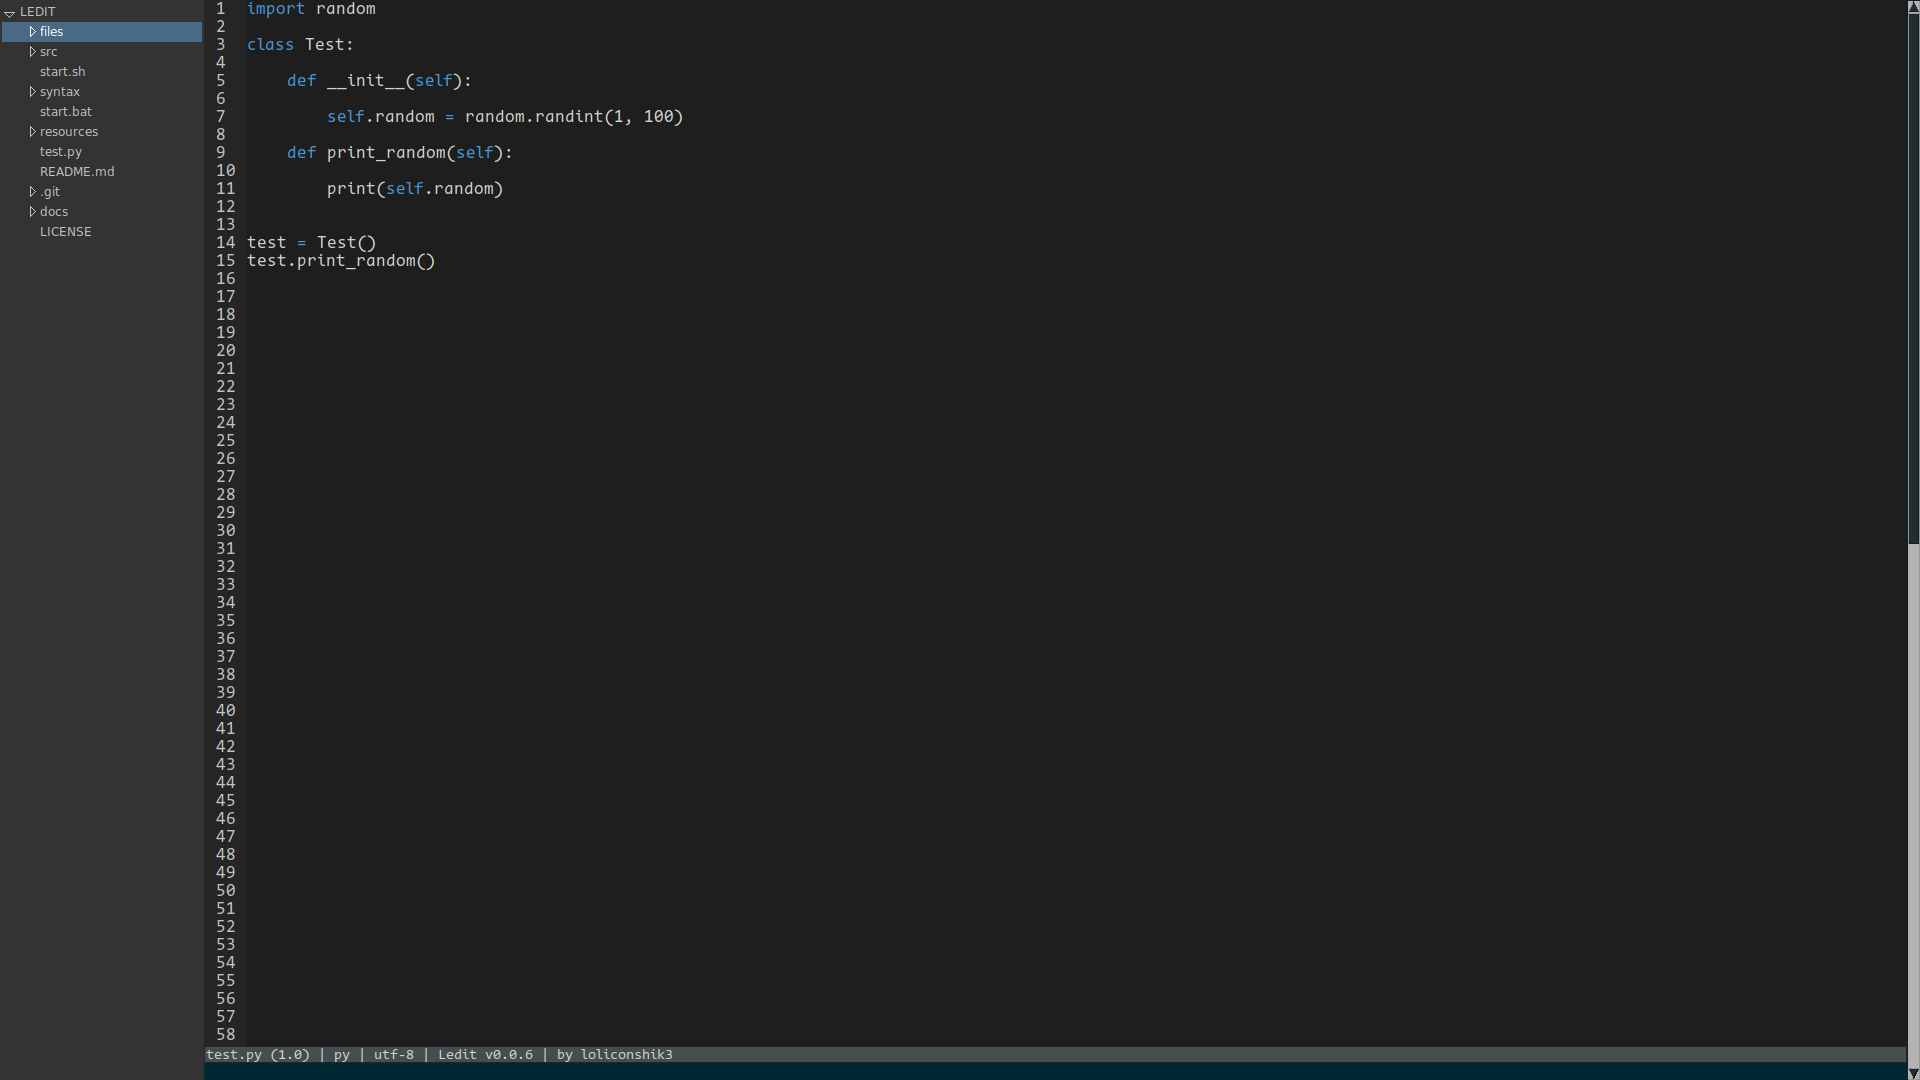 LEDIT
files
src
start.sh
syntax
start.bat
resources
test.py
README.md
.git
docs
LICENSE
1 import random
2
3 class Test:
4
5     def __init__(self):
6
7         self.random = random.randint(1, 100)
8
9     def print_random(self):
10
11         print(self.random)
12
13
14 test = Test()
15 test.print_random()
16
17
18
19
20
21
22
23
24
25
26
27
28
29
30
31
32
33
34
35
36
37
38
39
40
41
42
43
44
45
46
47
48
49
50
51
52
53
54
55
56
57
58
test.py (1.0) | py | utf-8 | Ledit v0.0.6 | by loliconshik3